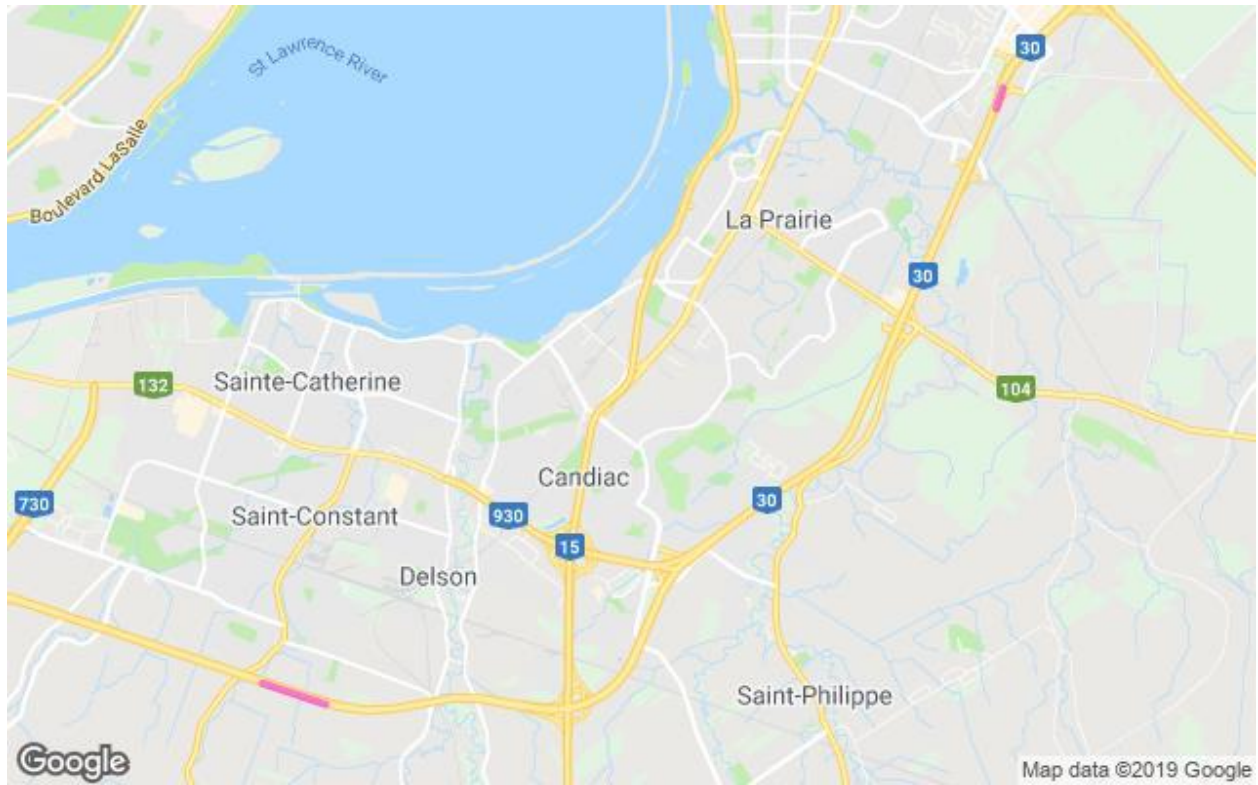 30
St Lawrence River
Boulevard LaSalle
La Prairie
30
132
Sainte-Catherine
104
Candiac
730
Saint-Constant
930
30
15
Delson
Saint-Philippe
Google
Map data ©2019 Google